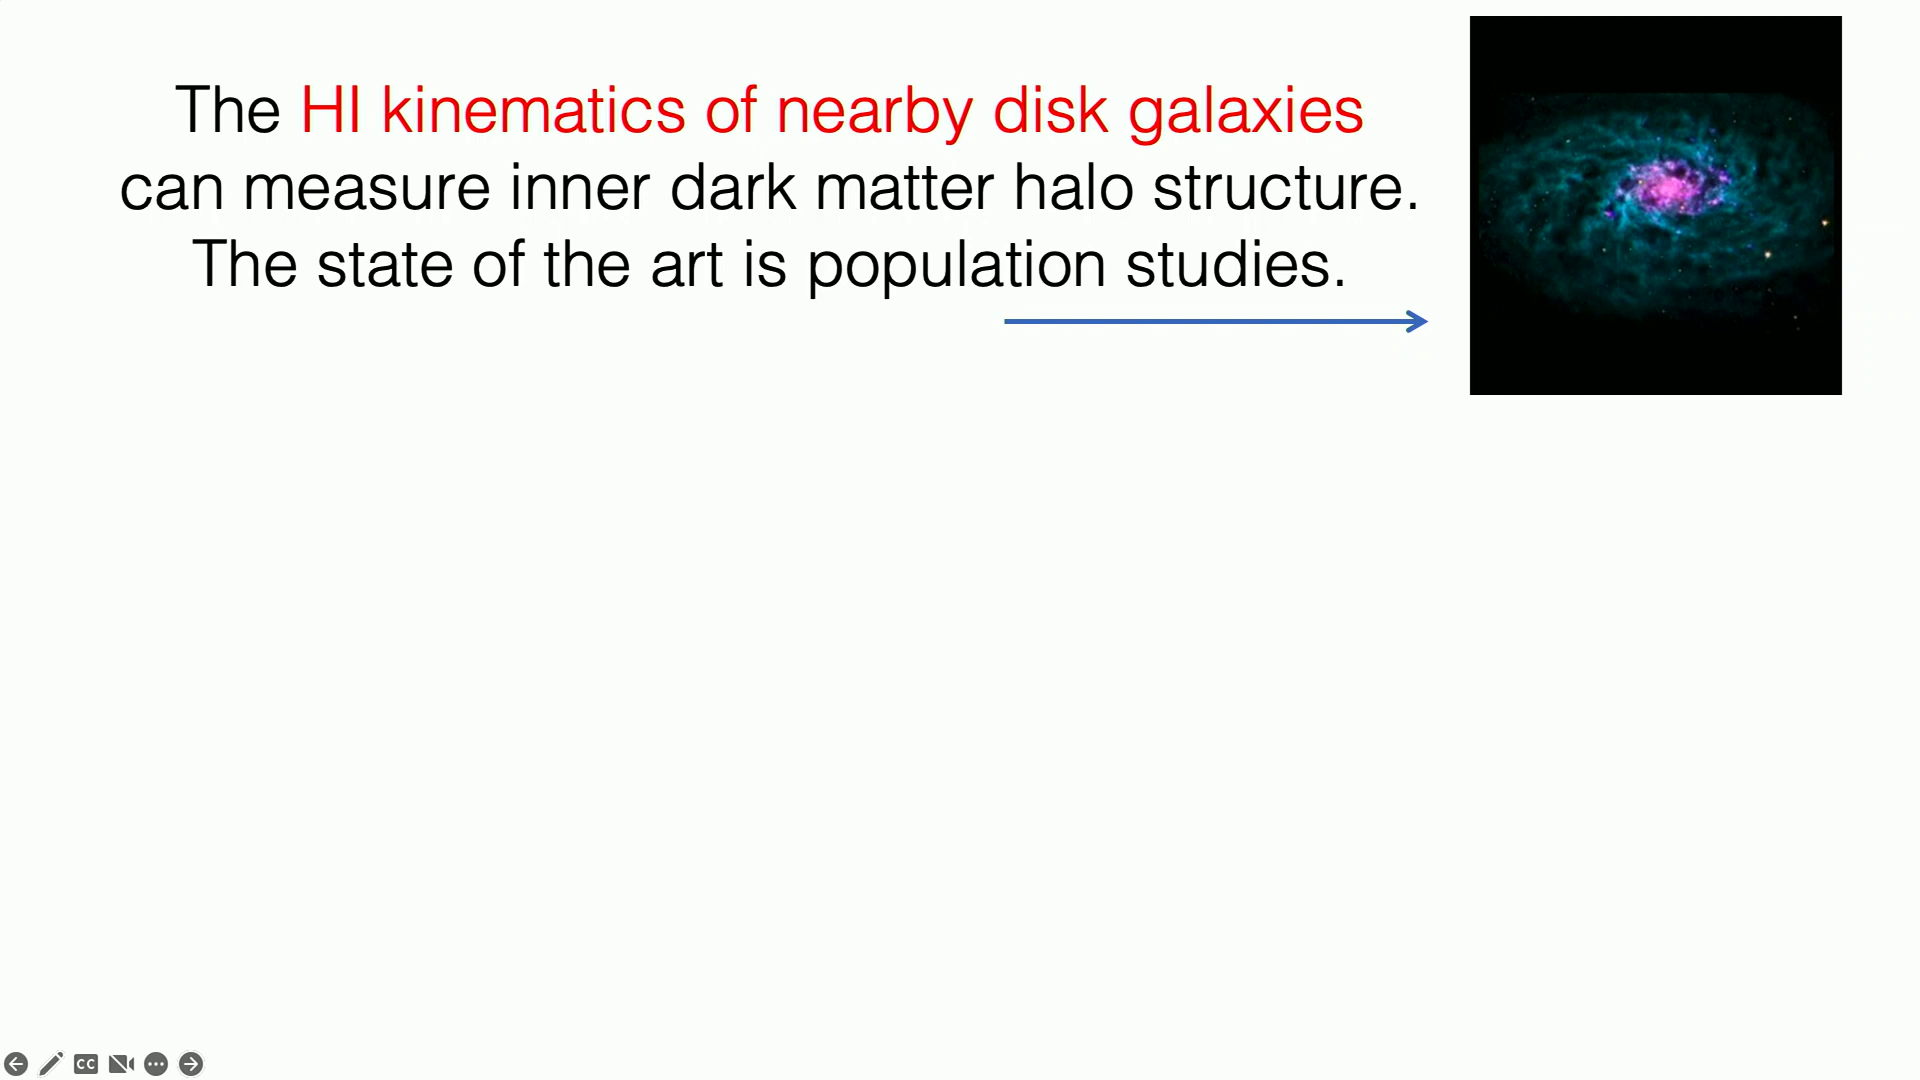 The HI kinematics of nearby disk galaxies
can measure inner dark matter halo structure.
The state of the art is population studies.
CC